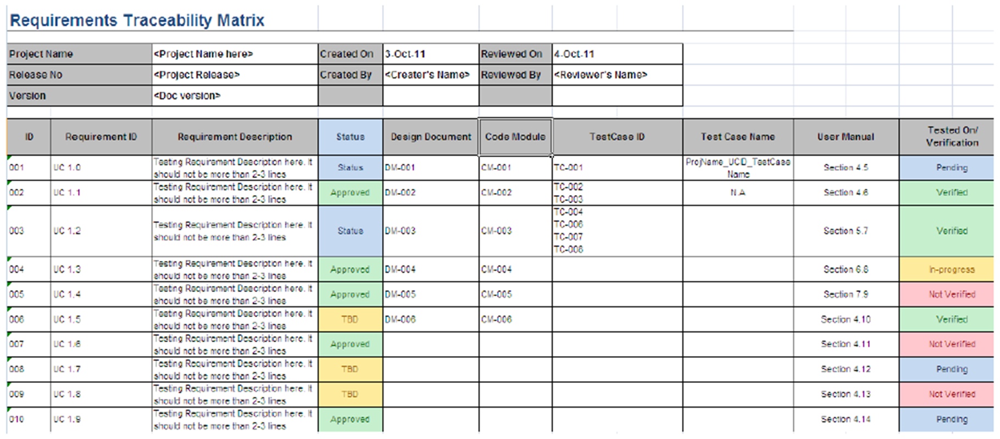 Requirements Traceability Matrix
Project Name <Project Name here> Created On 3-Oct-11 Reviewed On 4-Oct-11
Release No <Project Release> Created By <Creater's Name> Reviewed By <Reviewer's Name>
Version <Doc version>
ID Requirement ID Requirement Description Status Design Document Code Module TestCase ID Test Case Name User Manual Tested On/
Verification
001 UC 1.0 Testing Requirement Description here. It
should not be more than 2-3 lines Status DM-001 CM-001 TC-001 ProjName_UCID_TestCase
Name Section 4.5 Pending
002 UC 1.1 Testing Requirement Description here. It
should not be more than 2-3 lines Approved DM-002 CM-002 TC-002
TC-003 N.A Section 4.6 Verified
003 UC 1.2 Testing Requirement Description here. It
should not be more than 2-3 lines Status DM-003 CM-003 TC-004
TC-006
TC-007
TC-008 Section 5.7 Verified
004 UC 1.3 Testing Requirement Description here. It
should not be more than 2-3 lines Approved DM-004 CM-004 Section 6.8 In-progress
005 UC 1.4 Testing Requirement Description here. It
should not be more than 2-3 lines Approved DM-005 CM-005 Section 7.9 Not Verified
006 UC 1.5 Testing Requirement Description here. It
should not be more than 2-3 lines TBD DM-006 CM-006 Section 4.10 Verified
007 UC 1.6 Testing Requirement Description here. It
should not be more than 2-3 lines Approved Section 4.11 Not Verified
008 UC 1.7 Testing Requirement Description here. It
should not be more than 2-3 lines TBD Section 4.12 Pending
009 UC 1.8 Testing Requirement Description here. It
should not be more than 2-3 lines TBD Section 4.13 Not Verified
010 UC 1.9 Testing Requirement Description here. It
should not be more than 2-3 lines Approved Section 4.14 Pending